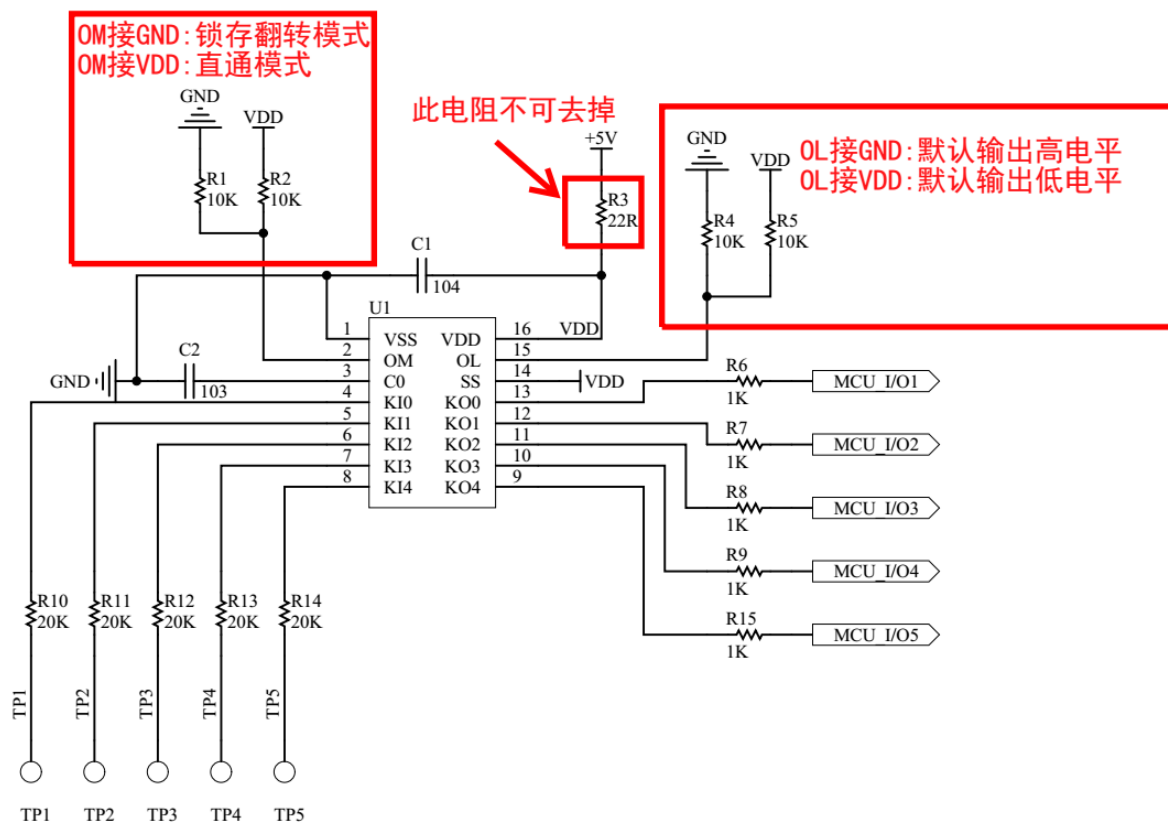 OM接GND:锁存翻转模式
OM接VDD:直通模式
GND
VDD
R1
10K
R2
10K
此电阻不可去掉
+5V
R3
22R
OL接GND:默认输出高电平
OL接VDD:默认输出低电平
GND
VDD
R4
10K
R5
10K
C1
104
U1
1 VSS VDD 16 VDD
2 OM OL 15
3 C0 SS 14 VDD
4 KI0 KO0 13
5 KI1 KO1 12
6 KI2 KO2 11
7 KI3 KO3 10
8 KI4 KO4 9
GND
C2
103
R6
1K
MCU_I/O1
R7
1K
MCU_I/O2
R8
1K
MCU_I/O3
R9
1K
MCU_I/O4
R15
1K
MCU_I/O5
R10 R11 R12 R13 R14
20K 20K 20K 20K 20K
TP1 TP2 TP3 TP4 TP5
TP1 TP2 TP3 TP4 TP5